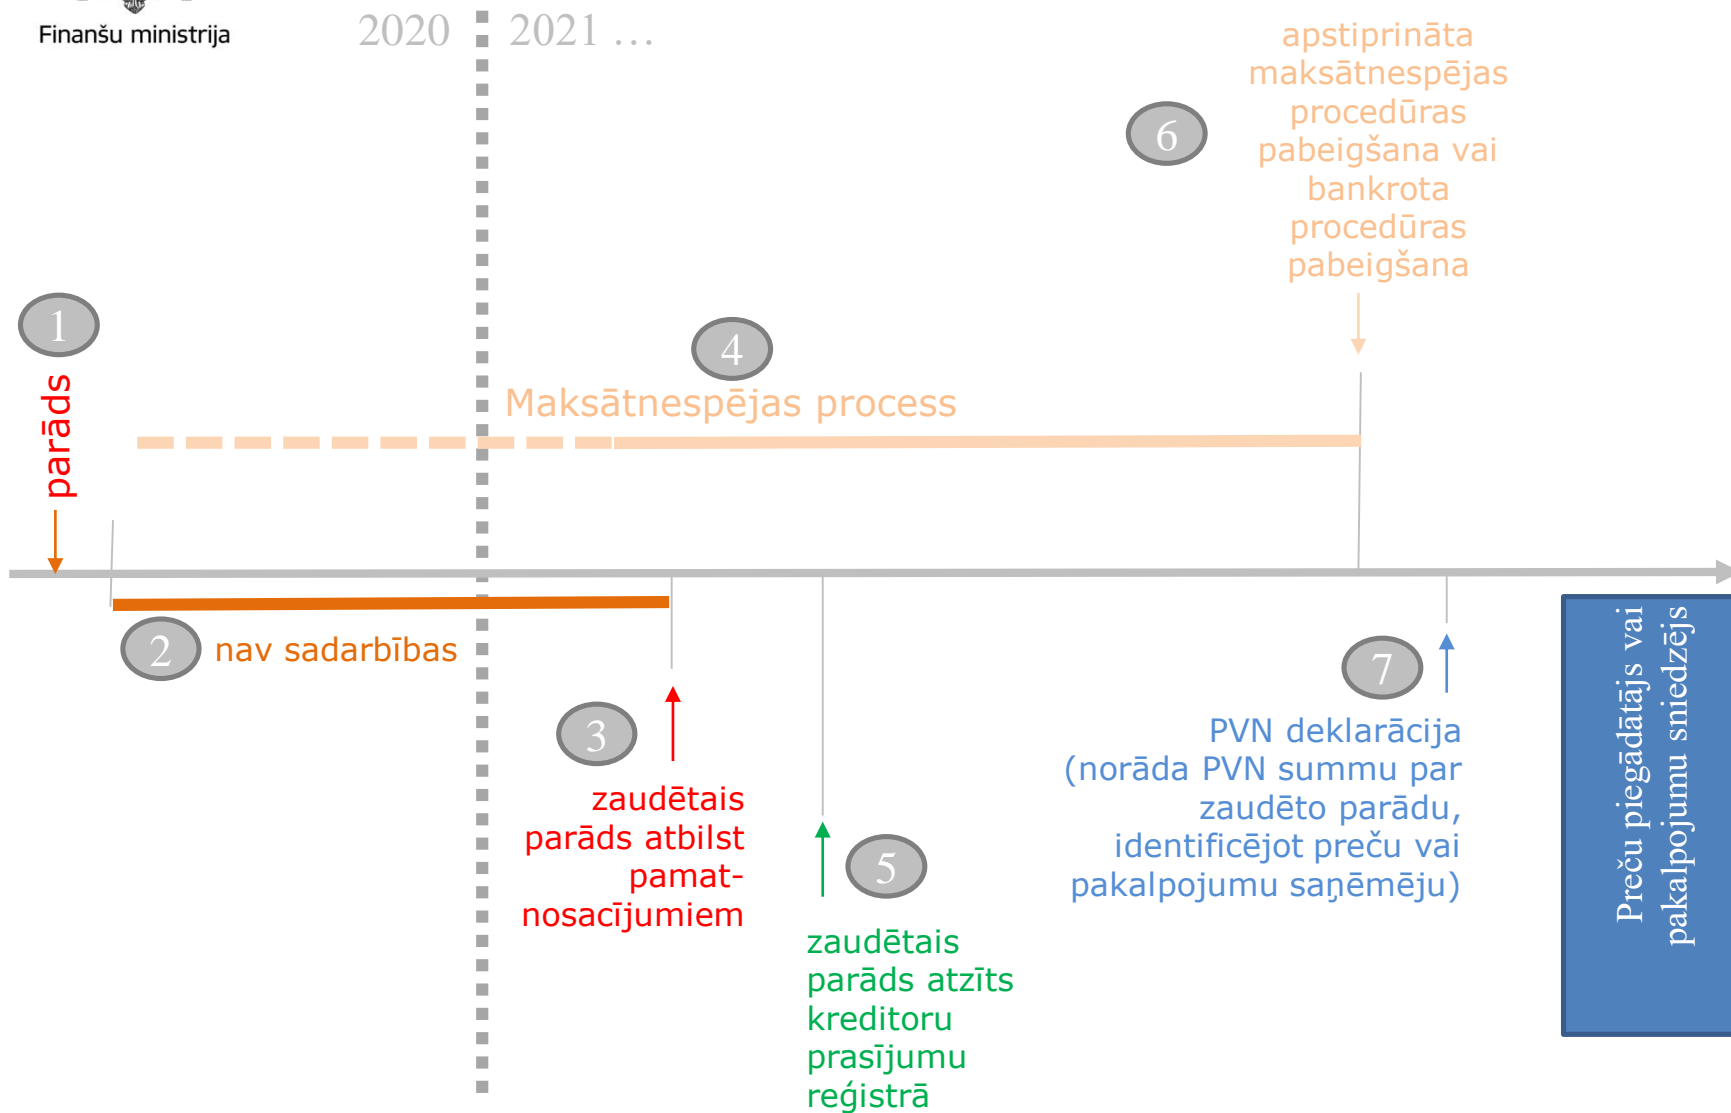 Finanšu ministrija
2020
2021 ...
apstiprināta
maksātnespējas
procedūras
pabeigšana vai
bankrota
procedūras
pabeigšana
6
1
parāds
4
Maksātnespējas process
2
nav sadarbības
3
zaudētais
parāds atbilst
pamat-
nosacījumiem
5
zaudētais
parāds atzīts
kreditoru
prasījumu
reģistrā
7
PVN deklarācija
(norāda PVN summu par
zaudēto parādu,
identificējot preču vai
pakalpojumu saņēmēju)
Preču piegādātājs vai
pakalpojumu sniedzējs